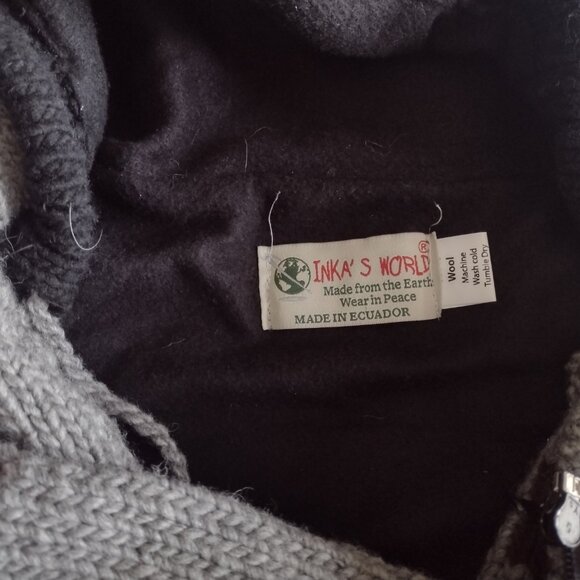 INKA'S WORLD ®
Made from the Earth
Wear in Peace
MADE IN ECUADOR
Wool
Machine
Wash cold
Tumble Dry